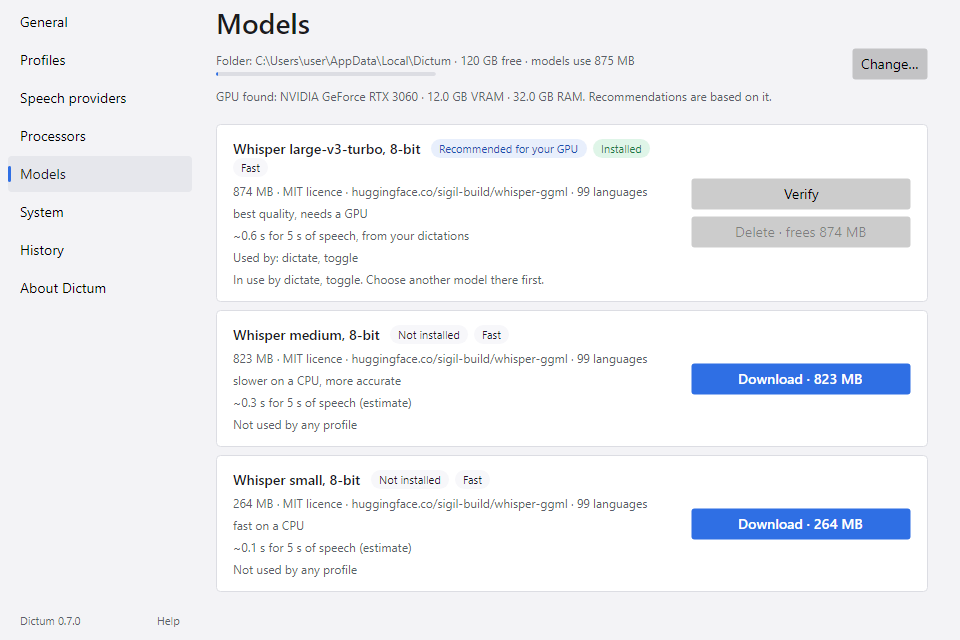 General
Profiles
Speech providers
Processors
Models
System
History
About Dictum
Dictum 0.7.0
Help
Models
Folder: C:\Users\user\AppData\Local\Dictum · 120 GB free · models use 875 MB
Change...
GPU found: NVIDIA GeForce RTX 3060 · 12.0 GB VRAM · 32.0 GB RAM. Recommendations are based on it.
Whisper large-v3-turbo, 8-bit Recommended for your GPU Installed
Fast
874 MB · MIT licence · huggingface.co/sigil-build/whisper-ggml · 99 languages
best quality, needs a GPU
~0.6 s for 5 s of speech, from your dictations
Used by: dictate, toggle
In use by dictate, toggle. Choose another model there first.
Verify
Delete · frees 874 MB
Whisper medium, 8-bit Not installed Fast
823 MB · MIT licence · huggingface.co/sigil-build/whisper-ggml · 99 languages
slower on a CPU, more accurate
~0.3 s for 5 s of speech (estimate)
Not used by any profile
Download · 823 MB
Whisper small, 8-bit Not installed Fast
264 MB · MIT licence · huggingface.co/sigil-build/whisper-ggml · 99 languages
fast on a CPU
~0.1 s for 5 s of speech (estimate)
Not used by any profile
Download · 264 MB